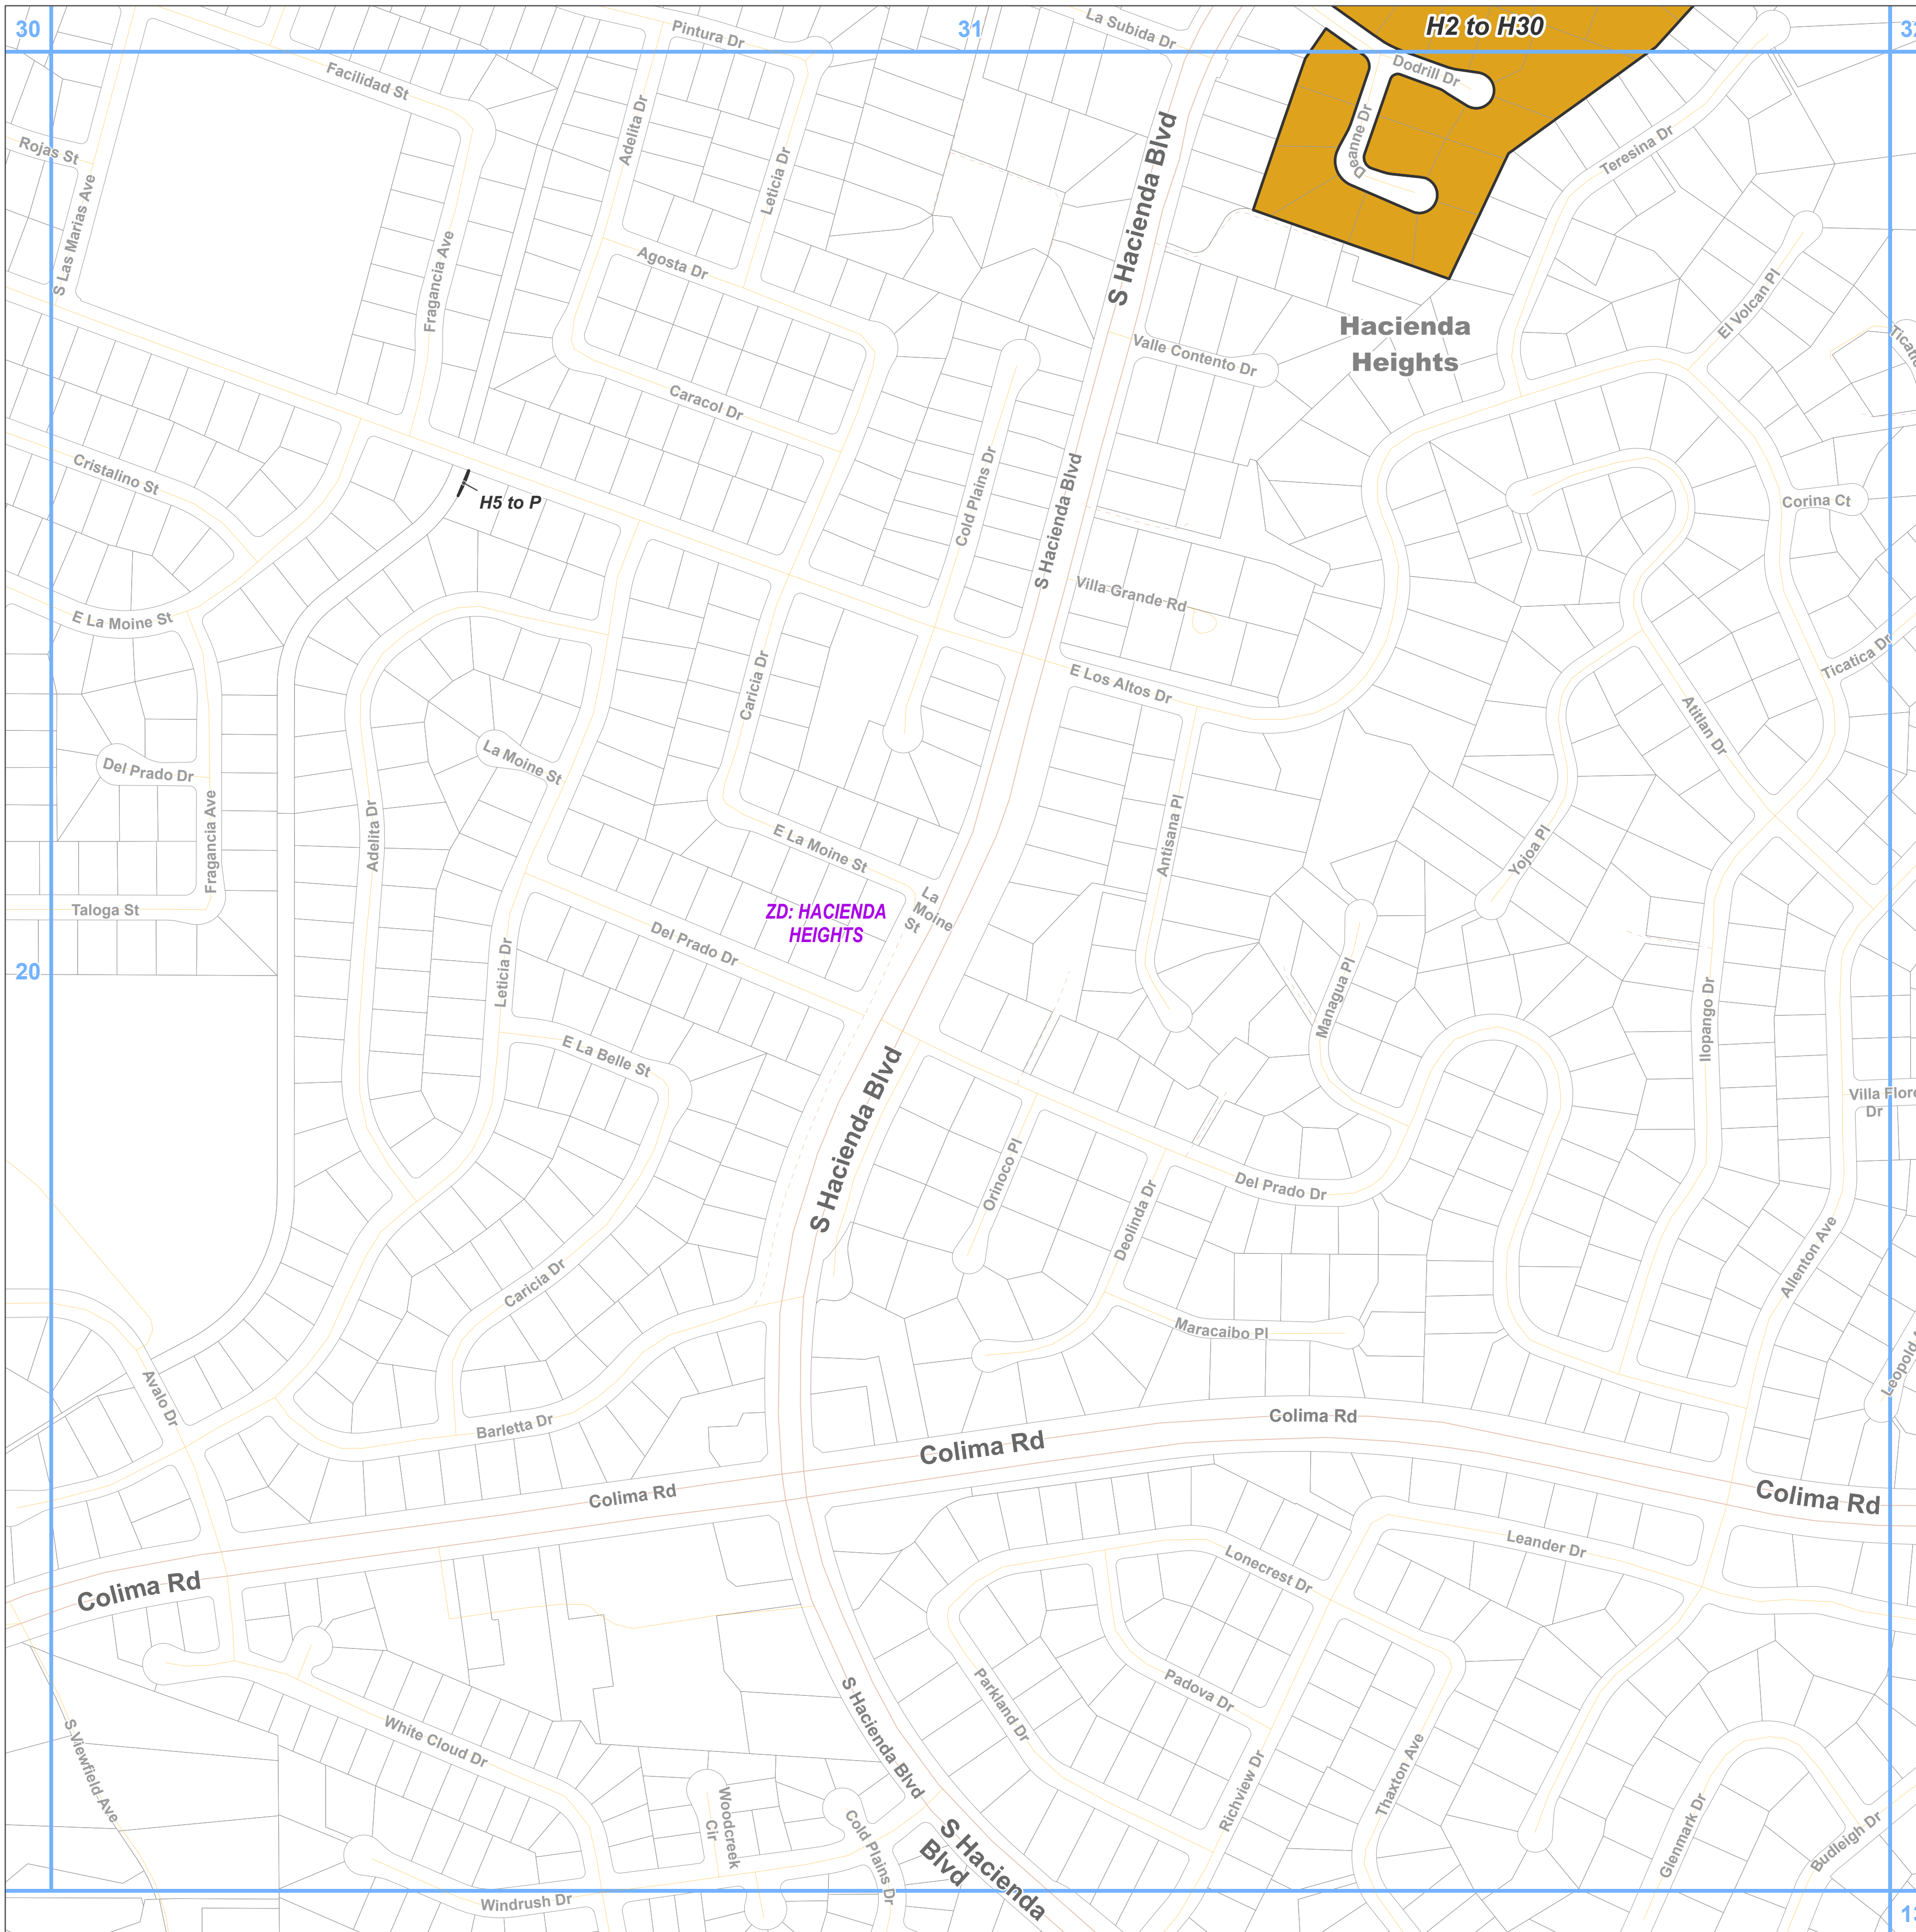 30
31
32
H2 to H30
Pintura Dr
La Subida Dr
Facilidad St
Dodrill Dr
Adelita Dr
Deanne Dr
Rojas St
Teresina Dr
Leticia Dr
S Hacienda Blvd
S Las Marias Ave
Fragancia Ave
Agosta Dr
El Volcan Pl
Hacienda
Heights
Valle Contento Dr
Caracol Dr
Cristalino St
H5 to P
Cold Plains Dr
S Hacienda Blvd
Corina Ct
Villa Grande Rd
E La Moine St
Caricia Dr
E Los Altos Dr
Ticatica Dr
Atitlan Dr
La Moine St
Del Prado Dr
Fragancia Ave
Adelita Dr
E La Moine St
Antisana Pl
Yojoa Pl
Taloga St
ZD: HACIENDA
HEIGHTS
La
Moine
St
Del Prado Dr
20
Leticia Dr
Managua Pl
Ilopango Dr
E La Belle St
S Hacienda Blvd
Villa Flore
Dr
Orinoco Pl
Del Prado Dr
Deolinda Dr
Allenton Ave
Caricia Dr
Maracaibo Pl
Leopold
Avalo Dr
Barletta Dr
Colima Rd
Colima Rd
Colima Rd
Colima Rd
Colima Rd
Leander Dr
Lonecrest Dr
Padova Dr
Parkland Dr
S Hacienda Blvd
White Cloud Dr
S Viewfield Ave
Richview Dr
Thaxton Ave
Woodcreek
Cir
Cold Plains Dr
Glenmark Dr
Budleigh Dr
S Hacienda
Blvd
Windrush Dr